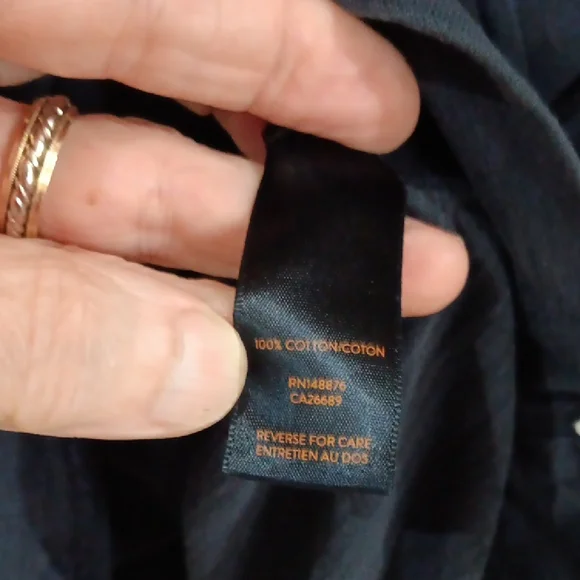 100% COTTON/COTON
RN148876
CA26689
REVERSE FOR CARE
ENTRETIEN AU DOS